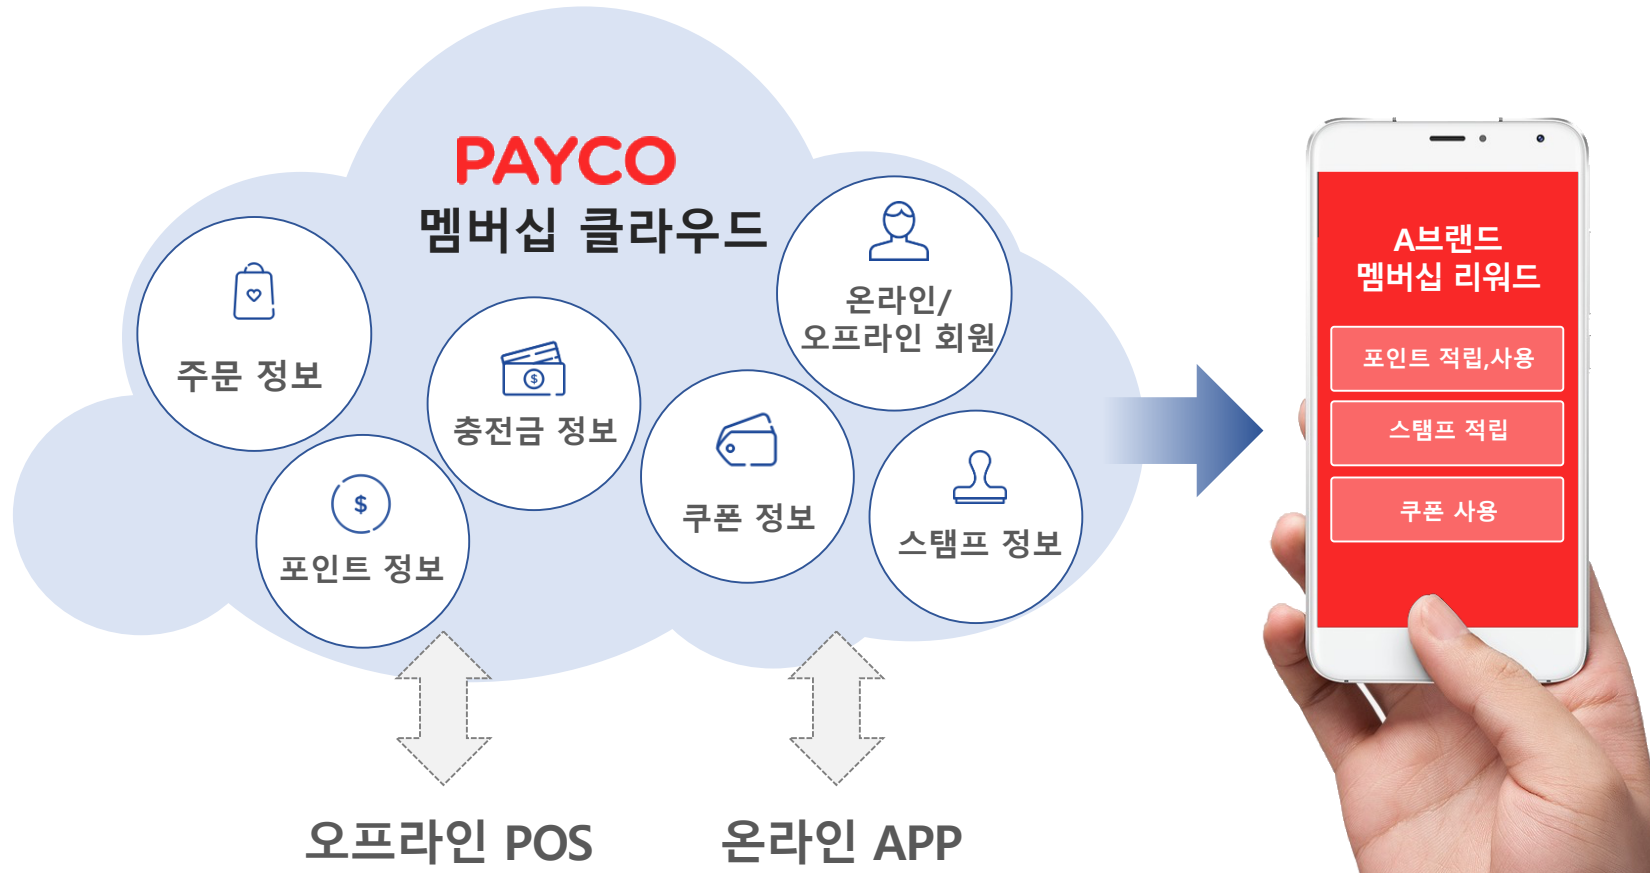 PAYCO
멤버십 클라우드
주문 정보
포인트 정보
충전금 정보
쿠폰 정보
온라인/
오프라인 회원
스탬프 정보
오프라인 POS
온라인 APP
A브랜드
멤버십 리워드
포인트 적립,사용
스탬프 적립
쿠폰 사용